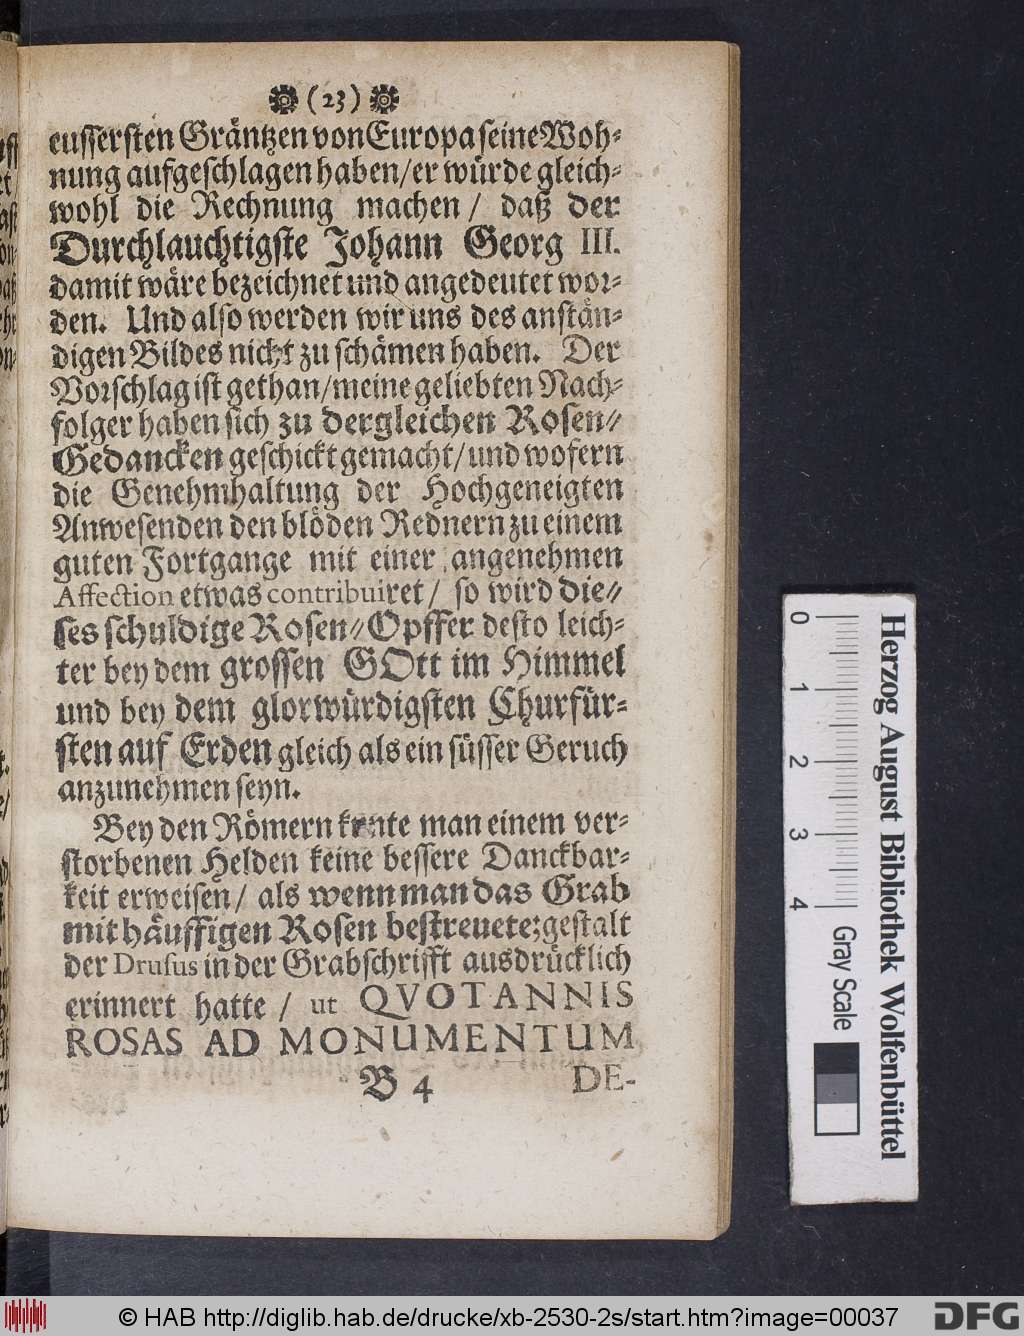 (23)
eussersten Gräntzen von Europa seine Woh-
nung aufgeschlagen haben/ er würde gleich-
wohl die Rechnung machen/ daß der
Durchlauchtigste Johann Georg III.
damit wäre bezeichnet und angedeutet wor-
den. Und also werden wir uns des anstän-
digen Bildes nicht zu schämen haben. Der
Vorschlag ist gethan/ meine geliebten Nach-
folger haben sich zu dergleichen Rosen-
Gedancken geschickt gemacht/ und wofern
die Genehmhaltung der Hochgeneigten
Anwesenden den blöden Rednern zu einem
guten Fortgange mit einer angenehmen
Affection etwas contribuiret/ so wird die-
ses schuldige Rosen-Opffer desto leich-
ter bey dem grossen GOtt im Himmel
und bey dem glorwürdigsten Churfür-
sten auf Erden gleich als ein süsser Geruch
anzunehmen seyn.
Bey den Römern konte man einem ver-
storbenen Helden keine bessere Danckbar-
keit erweisen/ als wenn man das Grab
mit häuffigen Rosen bestreuete; gestalt
der Drusus in der Grabschrifft ausdrücklich
erinnert hatte/ ut QVOTANNIS
ROSAS AD MONUMENTUM
B 4 DE-
0 1 2 3 4 Gray Scale
Herzog August Bibliothek Wolfenbüttel
© HAB http://diglib.hab.de/drucke/xb-2530-2s/start.htm?image=00037 DFG